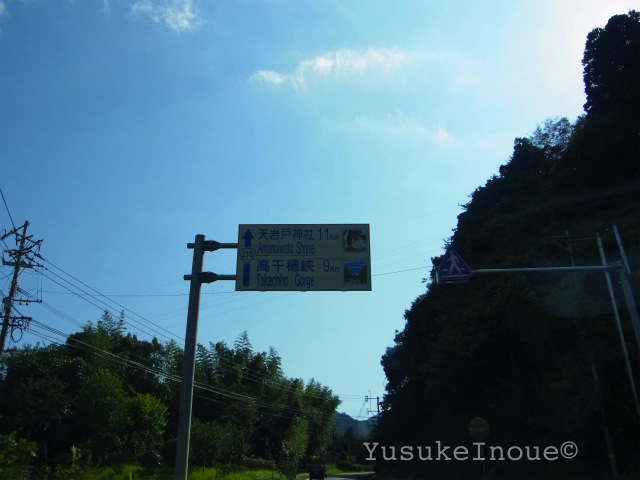 天岩戸神社 11Km
Amanoiwato Shrine
218
高千穂峡 9Km
Takachiho Gorge
YusukeInoue©